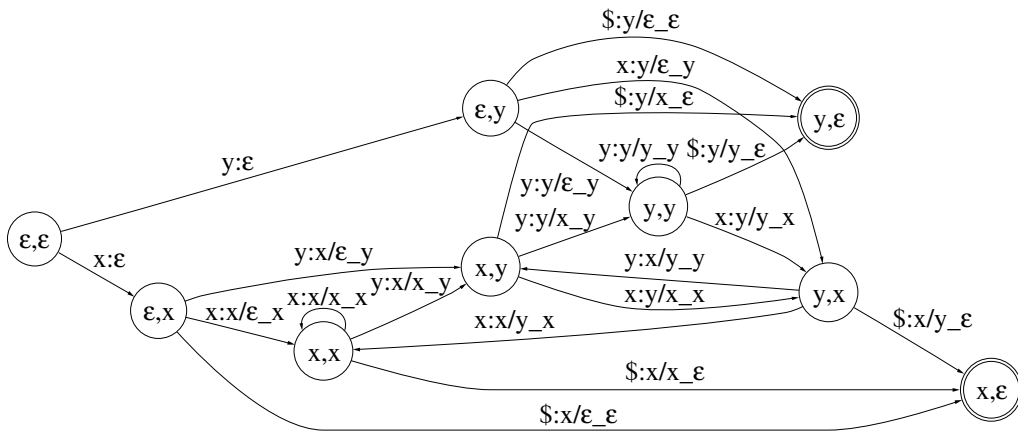 $:y/ε_ε
x:y/ε_y
$:y/x_ε
ε,y
y,ε
y:ε
y:y/y_y
$:y/y_ε
y:y/ε_y
y,y
ε,ε
y:y/x_y
x:y/y_x
x:ε
y:x/ε_y
x,y
y:x/y_y
y:x/x_y
x:x/x_x
y,x
ε,x
x:x/ε_x
x:y/x_x
x:x/y_x
$:x/y_ε
x,x
$:x/x_ε
x,ε
$:x/ε_ε